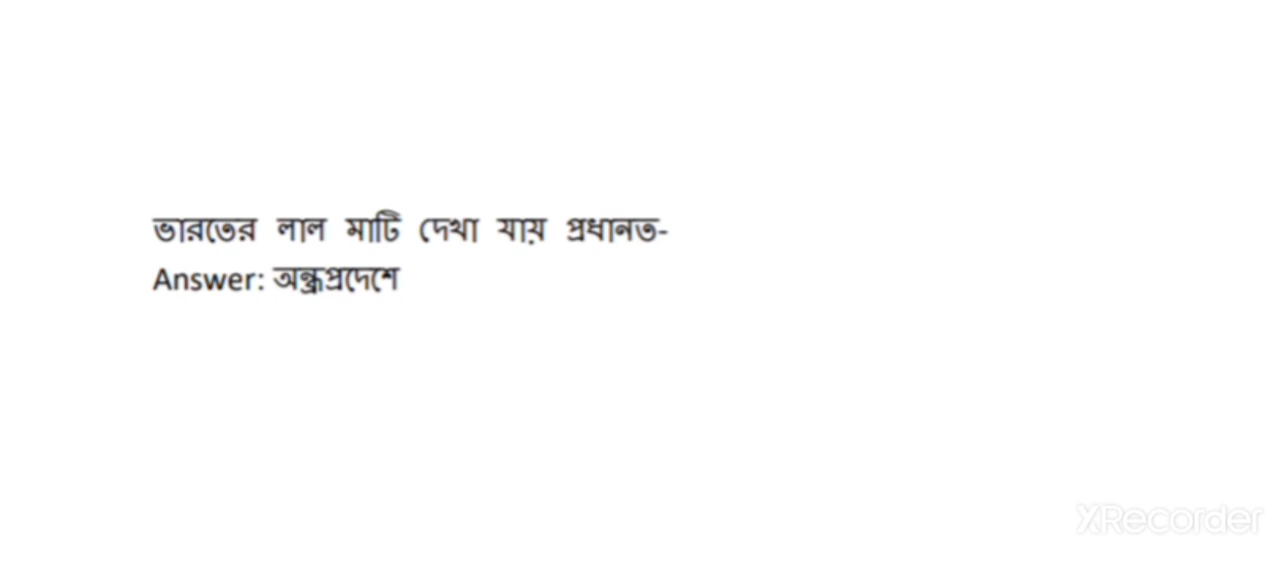 ভারতের লাল মাটি দেখা যায় প্রধানত-
Answer: অন্ধ্রপ্রদেশে
XRecorder